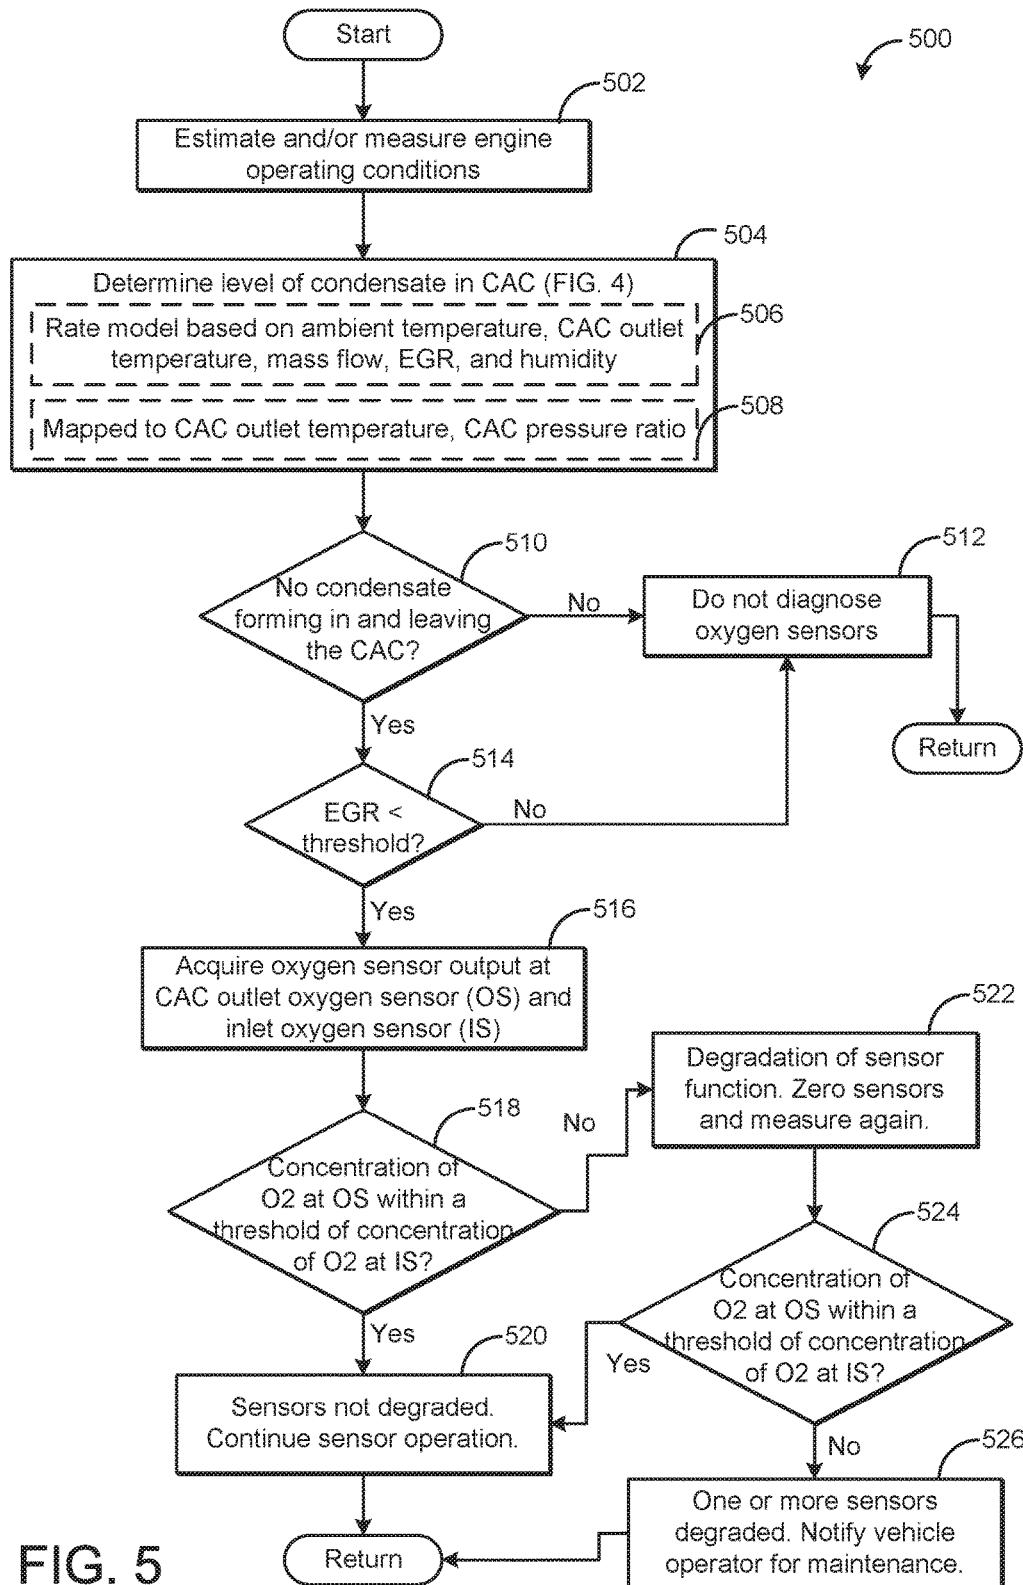 Start
500
502
Estimate and/or measure engine
operating conditions
504
Determine level of condensate in CAC (FIG. 4)
Rate model based on ambient temperature, CAC outlet
temperature, mass flow, EGR, and humidity
506
Mapped to CAC outlet temperature, CAC pressure ratio
508
510
No condensate
forming in and leaving
the CAC?
No
512
Do not diagnose
oxygen sensors
Return
Yes
514
EGR <
threshold?
No
Yes
516
Acquire oxygen sensor output at
CAC outlet oxygen sensor (OS) and
inlet oxygen sensor (IS)
518
Concentration of
O2 at OS within a
threshold of concentration
of O2 at IS?
No
522
Degradation of sensor
function. Zero sensors
and measure again.
524
Concentration of
O2 at OS within a
threshold of concentration
of O2 at IS?
Yes
Yes
520
Sensors not degraded.
Continue sensor operation.
No
526
One or more sensors
degraded. Notify vehicle
operator for maintenance.
Return
FIG. 5